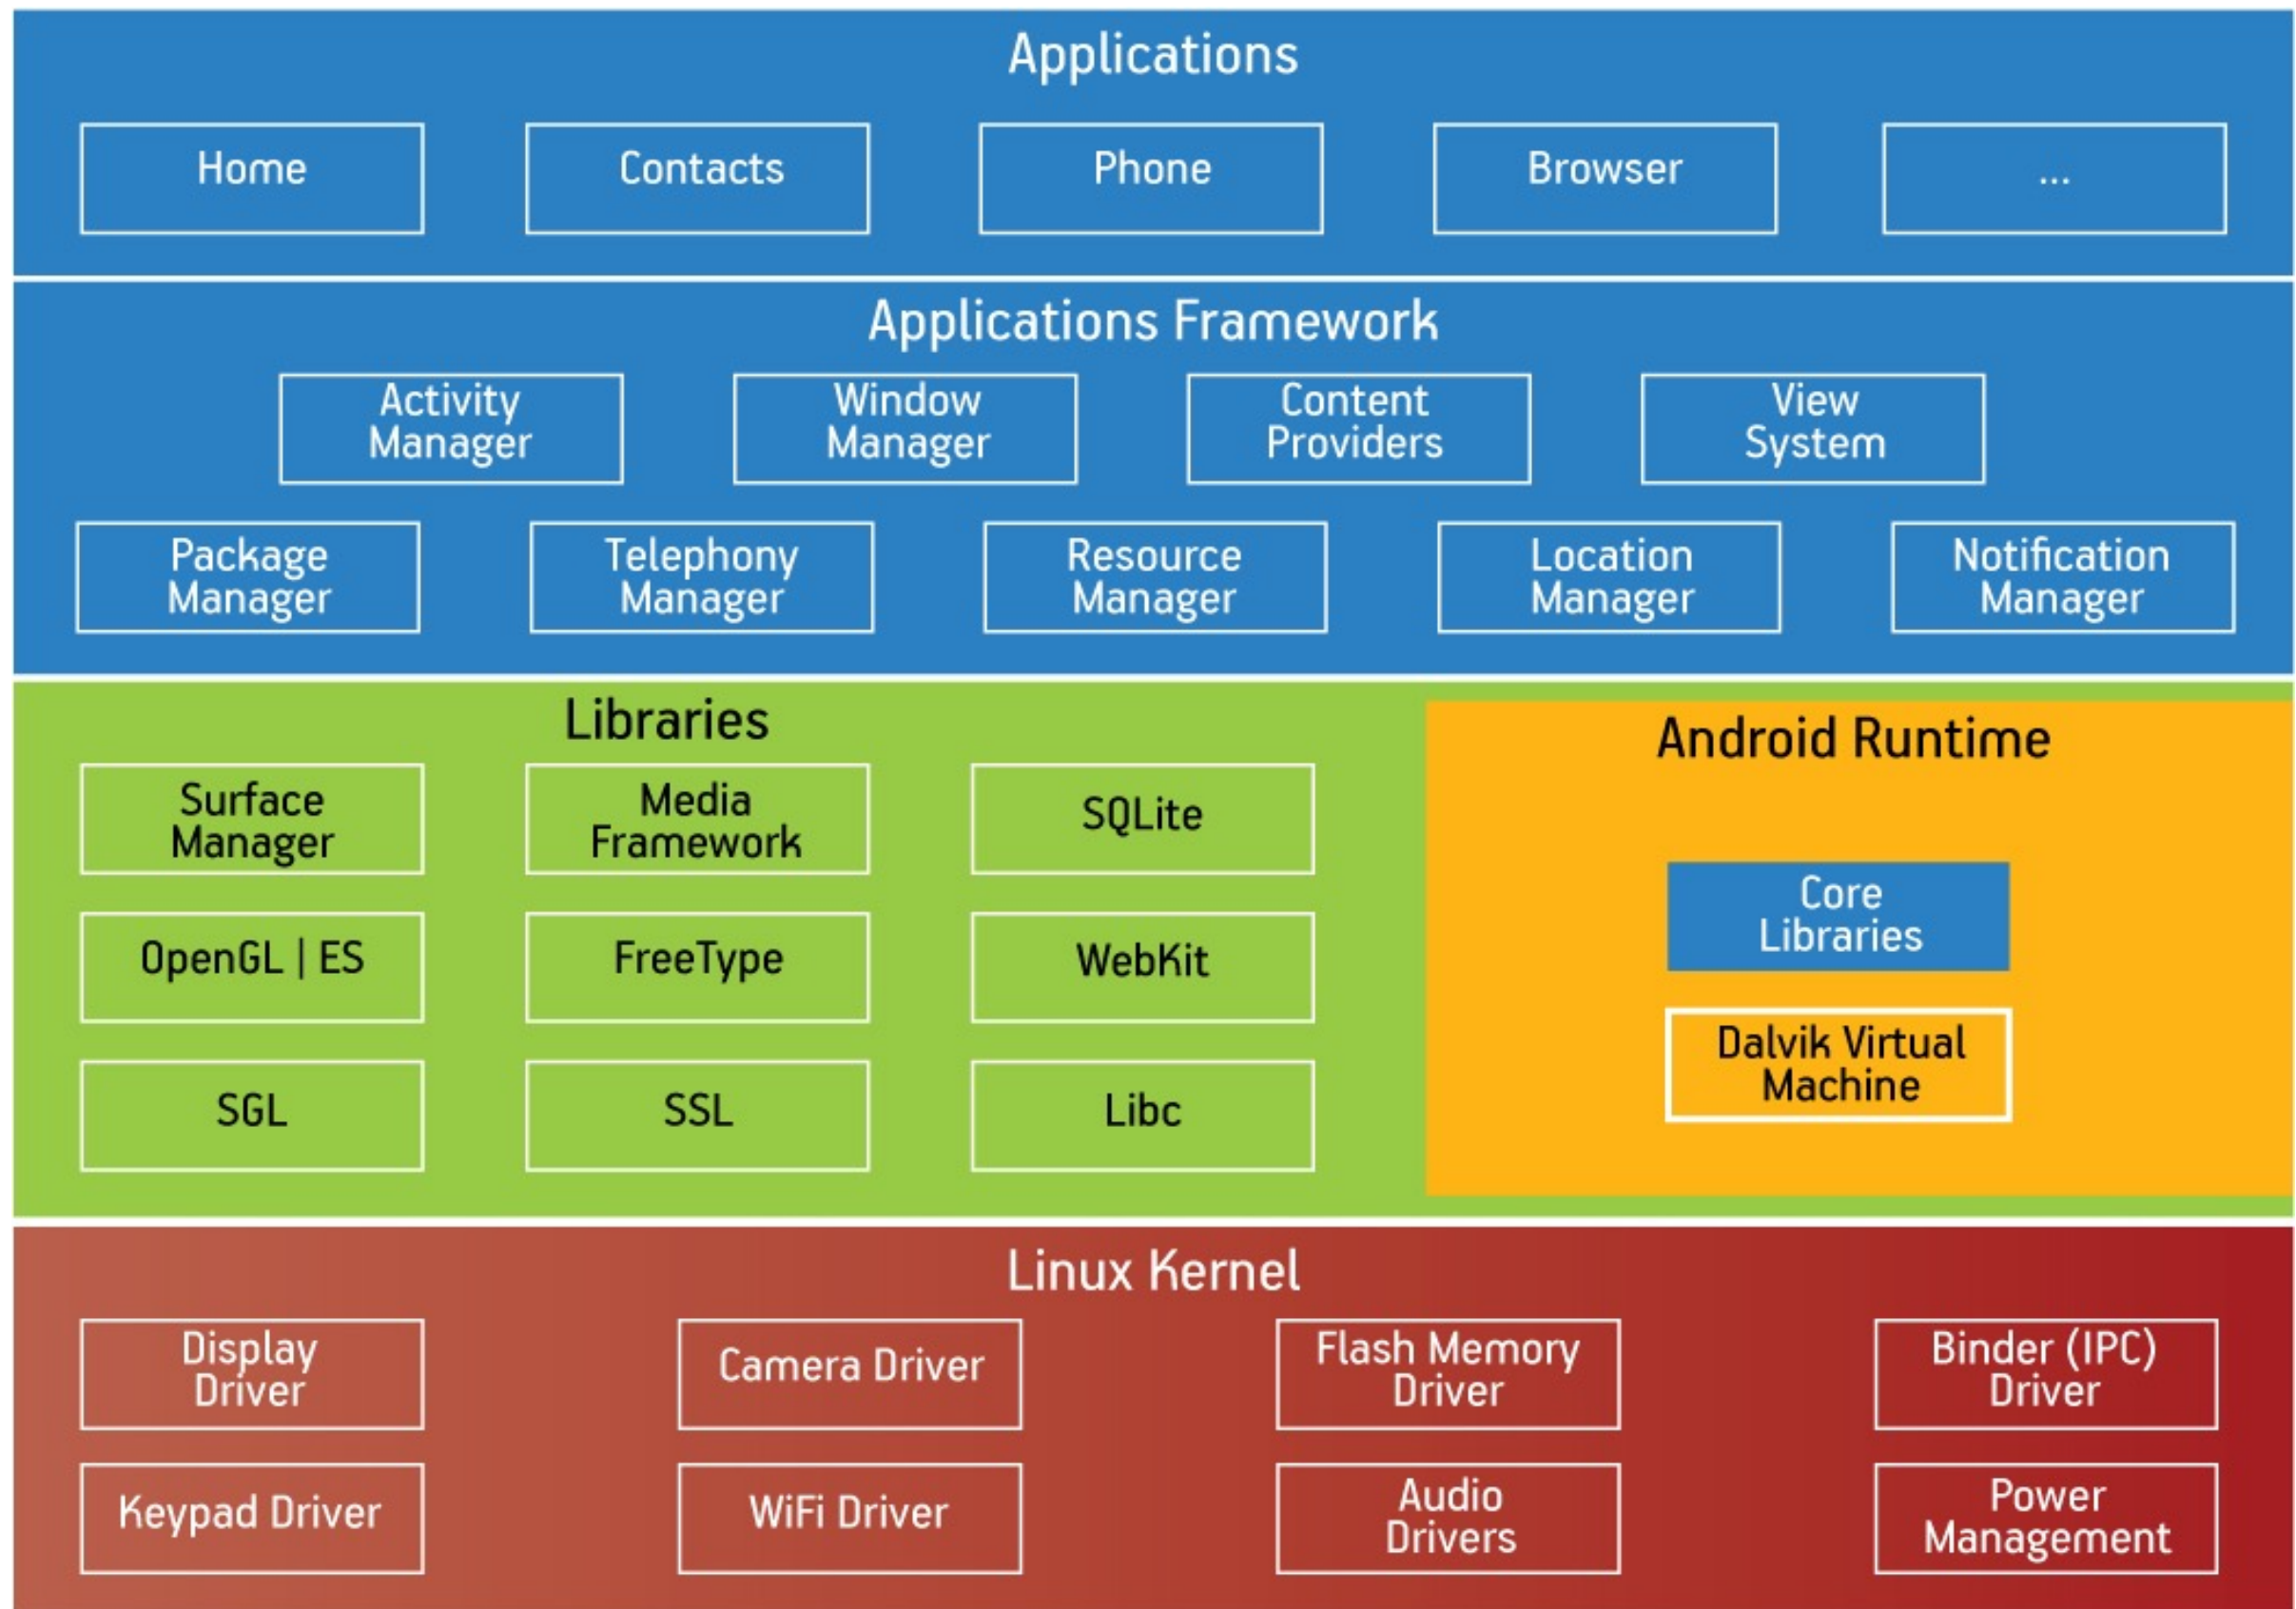 Applications
Home
Contacts
Phone
Browser
...
Applications Framework
Activity
Manager
Window
Manager
Content
Providers
View
System
Package
Manager
Telephony
Manager
Resource
Manager
Location
Manager
Notification
Manager
Libraries
Surface
Manager
Media
Framework
SQLite
OpenGL | ES
FreeType
WebKit
SGL
SSL
Libc
Android Runtime
Core
Libraries
Dalvik Virtual
Machine
Linux Kernel
Display
Driver
Camera Driver
Flash Memory
Driver
Binder (IPC)
Driver
Keypad Driver
WiFi Driver
Audio
Drivers
Power
Management